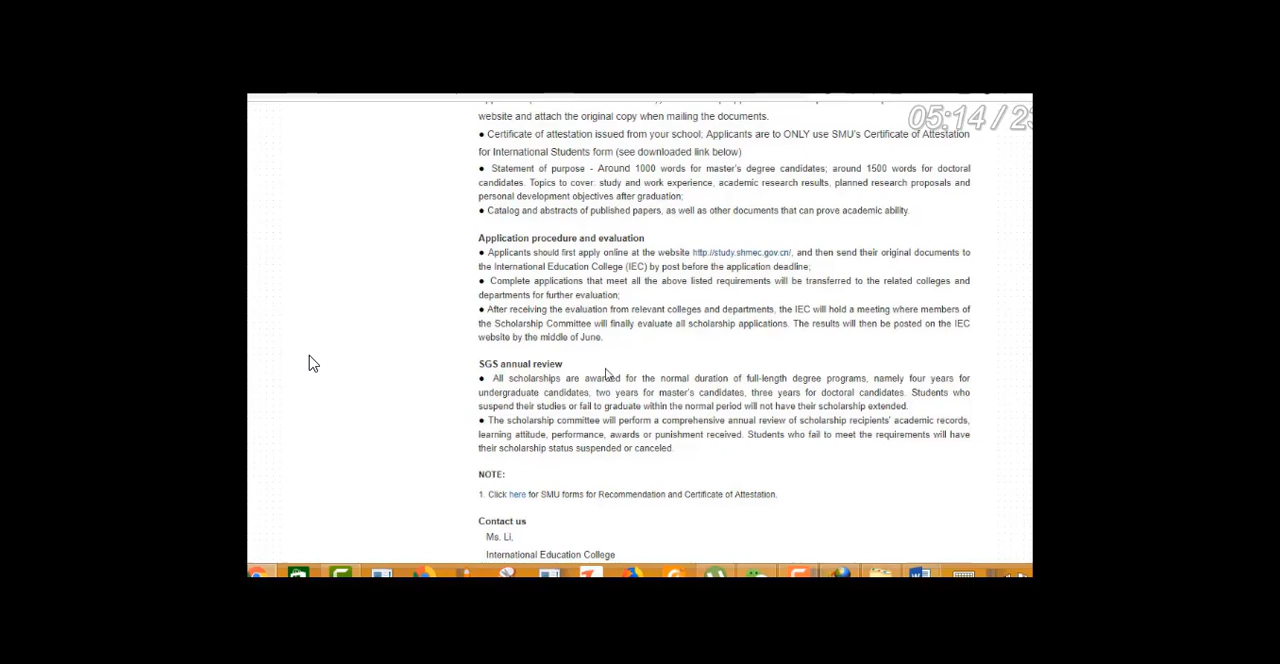 website and attach the original copy when mailing the documents.
05:14 / 23
● Certificate of attestation issued from your school; Applicants are to ONLY use SMU's Certificate of Attestation
for International Students form (see downloaded link below)
● Statement of purpose - Around 1000 words for master's degree candidates; around 1500 words for doctoral
candidates. Topics to cover: study and work experience, academic research results, planned research proposals and
personal development objectives after graduation;
● Catalog and abstracts of published papers, as well as other documents that can prove academic ability.
Application procedure and evaluation
● Applicants should first apply online at the website http://study.shmec.gov.cn/, and then send their original documents to
the International Education College (IEC) by post before the application deadline;
● Complete applications that meet all the above listed requirements will be transferred to the related colleges and
departments for further evaluation;
● After receiving the evaluation from relevant colleges and departments, the IEC will hold a meeting where members of
the Scholarship Committee will finally evaluate all scholarship applications. The results will then be posted on the IEC
website by the middle of June.
SGS annual review
● All scholarships are awarded for the normal duration of full-length degree programs, namely four years for
undergraduate candidates, two years for master's candidates, three years for doctoral candidates. Students who
suspend their studies or fail to graduate within the normal period will not have their scholarship extended.
● The scholarship committee will perform a comprehensive annual review of scholarship recipients' academic records,
learning attitude, performance, awards or punishment received. Students who fail to meet the requirements will have
their scholarship status suspended or canceled.
NOTE:
1. Click here for SMU forms for Recommendation and Certificate of Attestation.
Contact us
Ms. Li,
International Education College